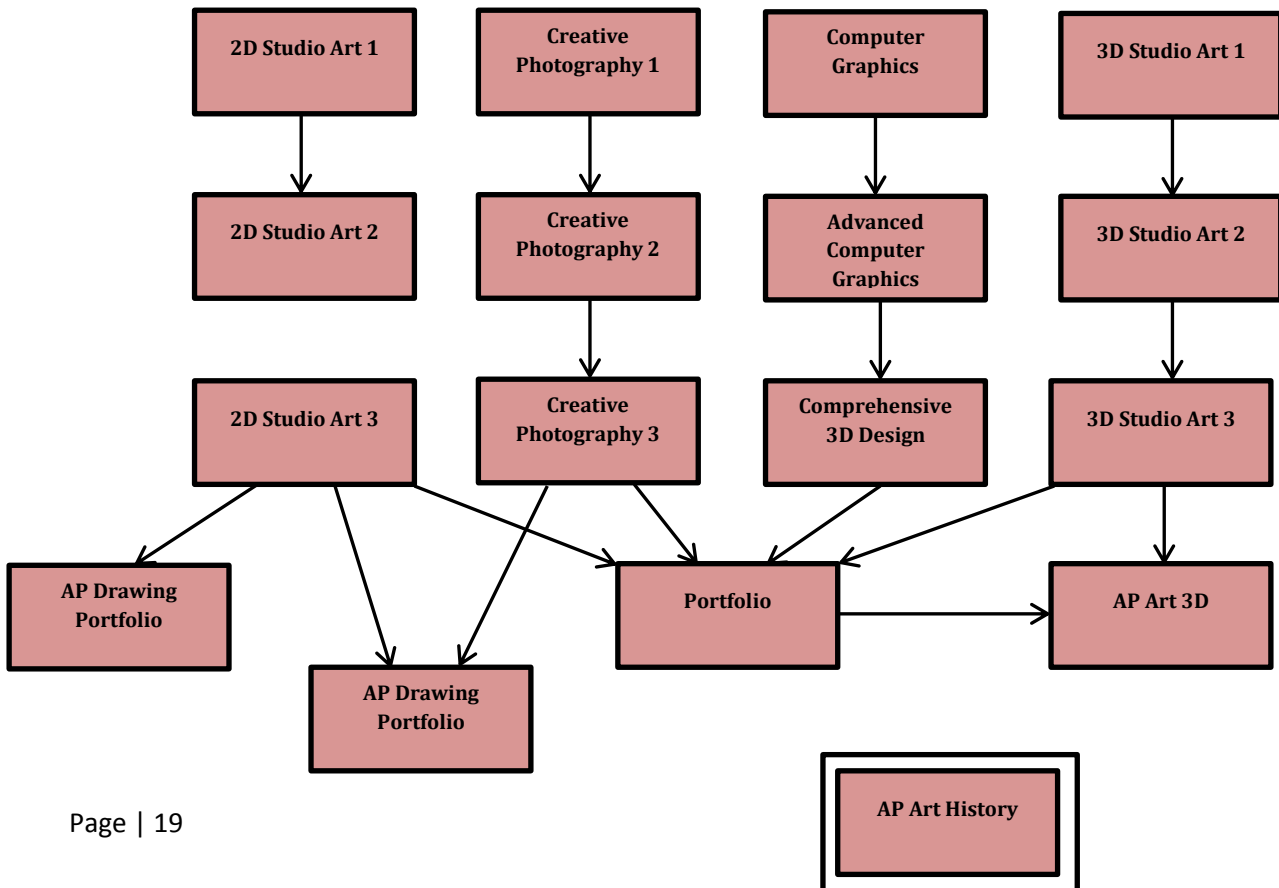 2D Studio Art 1
Creative
Photography 1
Computer
Graphics
3D Studio Art 1
2D Studio Art 2
Creative
Photography 2
Advanced
Computer
Graphics
3D Studio Art 2
2D Studio Art 3
Creative
Photography 3
Comprehensive
3D Design
3D Studio Art 3
AP Drawing
Portfolio
Portfolio
AP Art 3D
AP Drawing
Portfolio
AP Art History
Page | 19